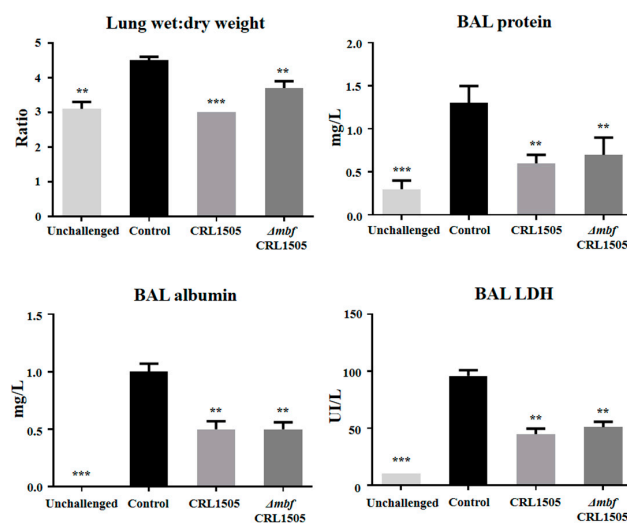 Lung wet:dry weight
Ratio
5
4
3
2
1
0
**
***
**
Unchallenged Control CRL1505 Δmbf
CRL1505
BAL protein
mg/L
2.0
1.5
1.0
0.5
0.0
***
**
**
Unchallenged Control CRL1505 Δmbf
CRL1505
BAL albumin
mg/L
1.5
1.0
0.5
0.0
***
**
**
Unchallenged Control CRL1505 Δmbf
CRL1505
BAL LDH
UI/L
150
100
50
0
***
**
**
Unchallenged Control CRL1505 Δmbf
CRL1505